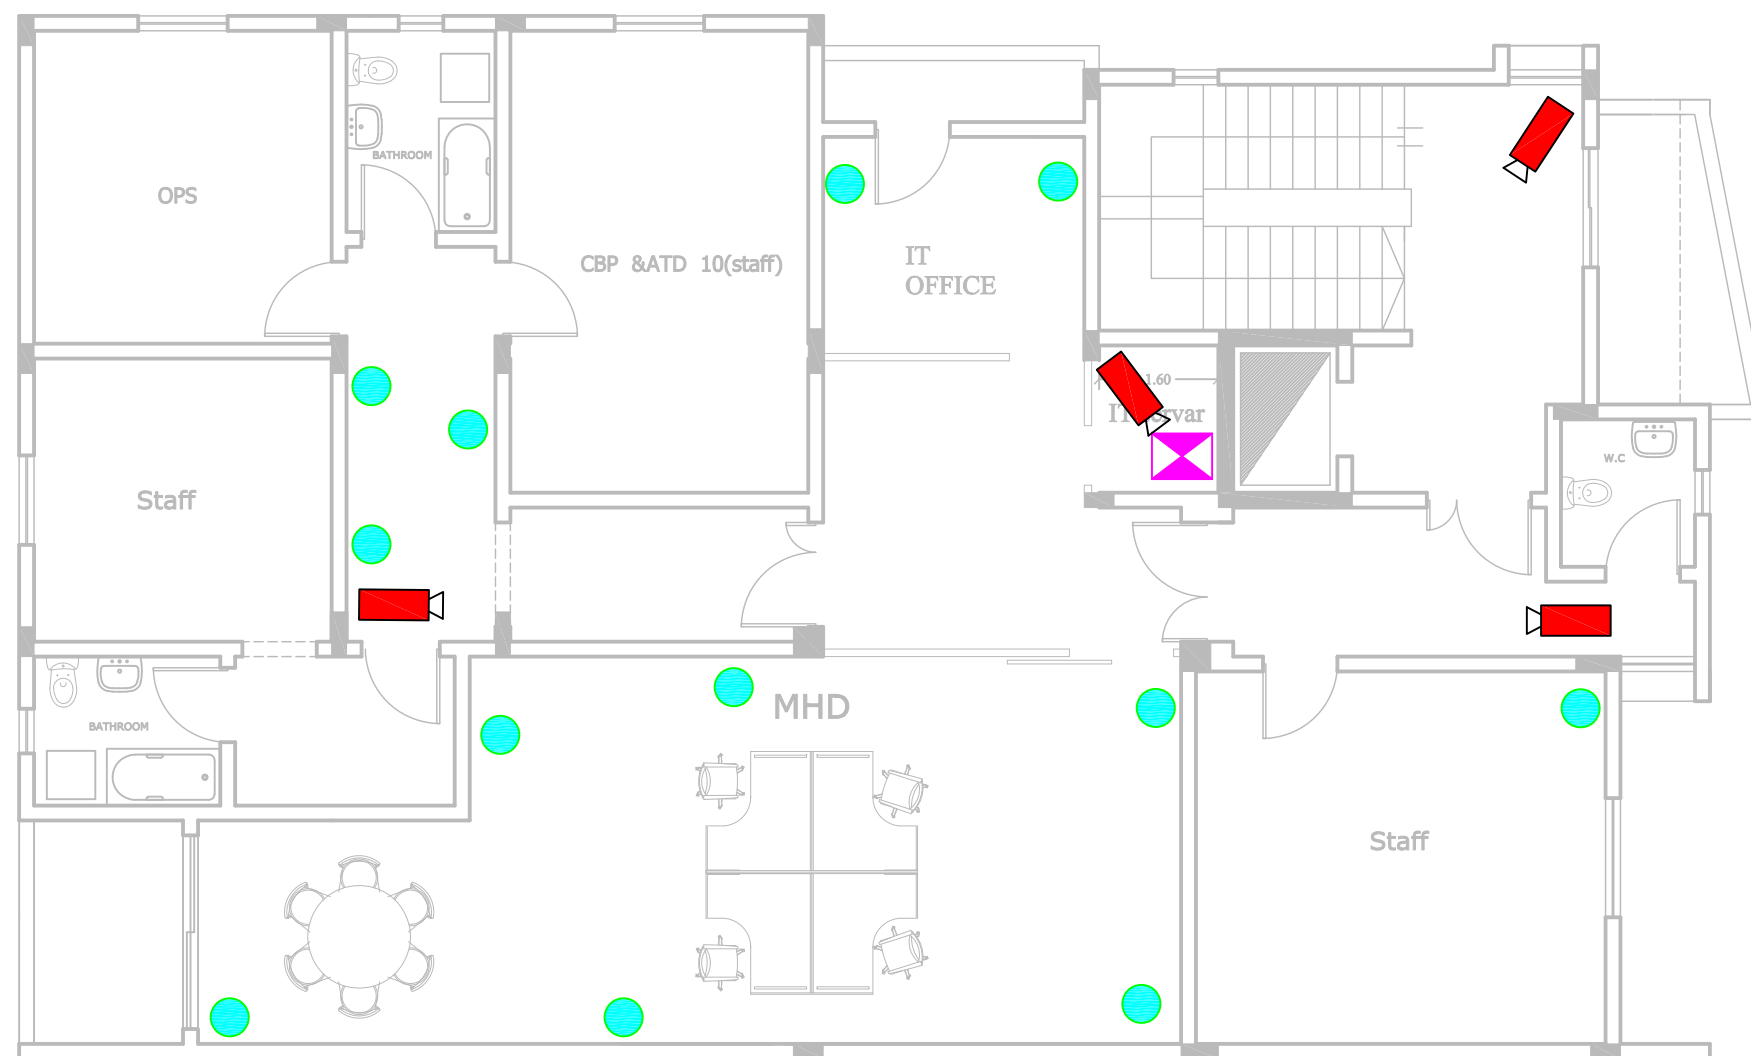 BATHROOM
OPS
CBP &ATD 10(staff)
IT
OFFICE
1.60
W.C
Staff
MHD
BATHROOM
Staff